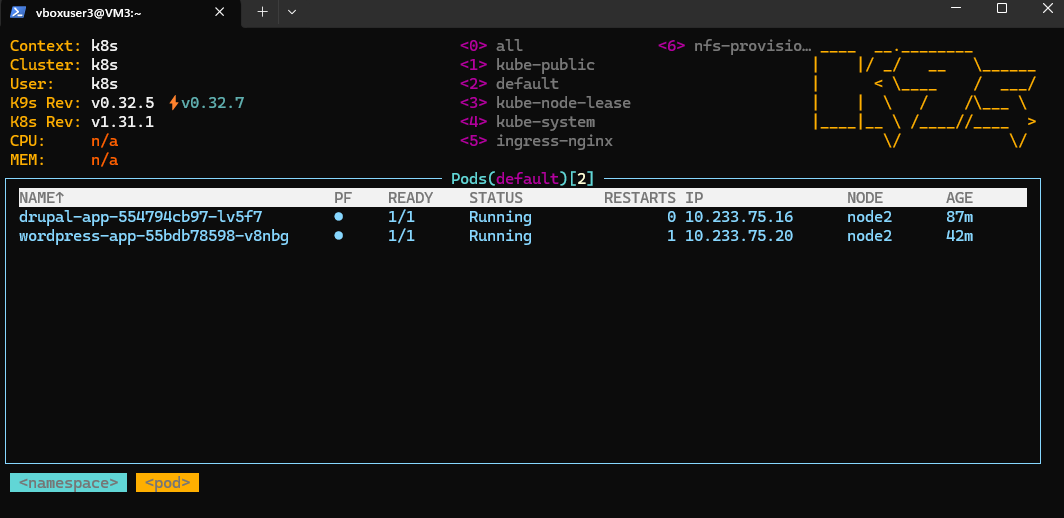 vboxuser3@VM3:~
Context: k8s <0> all <6> nfs-provisio…
Cluster: k8s <1> kube-public
User: k8s <2> default
K9s Rev: v0.32.5 ⚡v0.32.7 <3> kube-node-lease
K8s Rev: v1.31.1 <4> kube-system
CPU: n/a <5> ingress-nginx
MEM: n/a
Pods(default)[2]
NAME↑ PF READY STATUS RESTARTS IP NODE AGE
drupal-app-554794cb97-lv5f7 ● 1/1 Running 0 10.233.75.16 node2 87m
wordpress-app-55bdb78598-v8nbg ● 1/1 Running 1 10.233.75.20 node2 42m
<namespace> <pod>